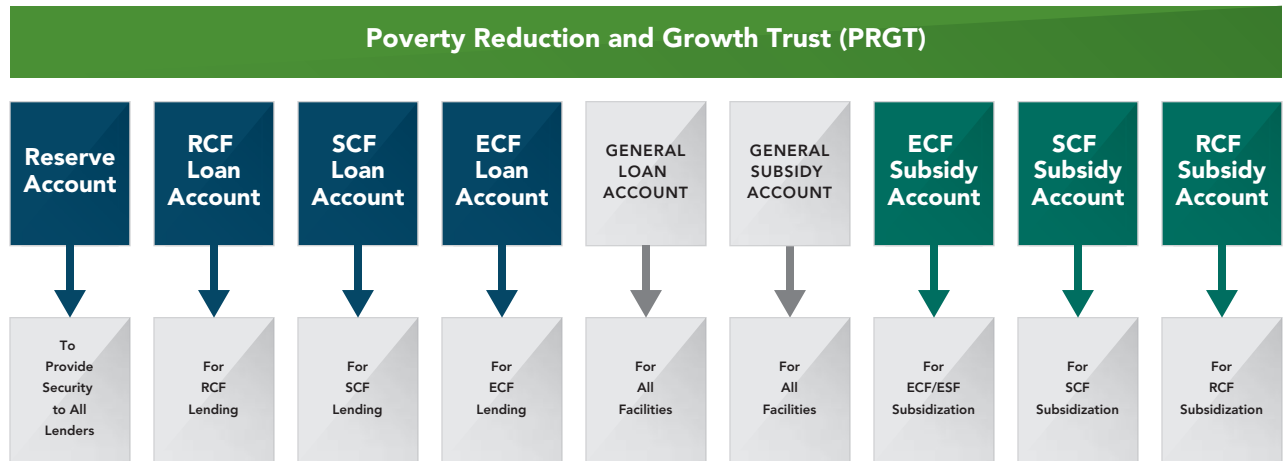 Poverty Reduction and Growth Trust (PRGT)
Reserve
Account
RCF
Loan
Account
SCF
Loan
Account
ECF
Loan
Account
GENERAL
LOAN
ACCOUNT
GENERAL
SUBSIDY
ACCOUNT
ECF
Subsidy
Account
SCF
Subsidy
Account
RCF
Subsidy
Account
To
Provide
Security
to All
Lenders
For
RCF
Lending
For
SCF
Lending
For
ECF
Lending
For
All
Facilities
For
All
Facilities
For
ECF/ESF
Subsidization
For
SCF
Subsidization
For
RCF
Subsidization